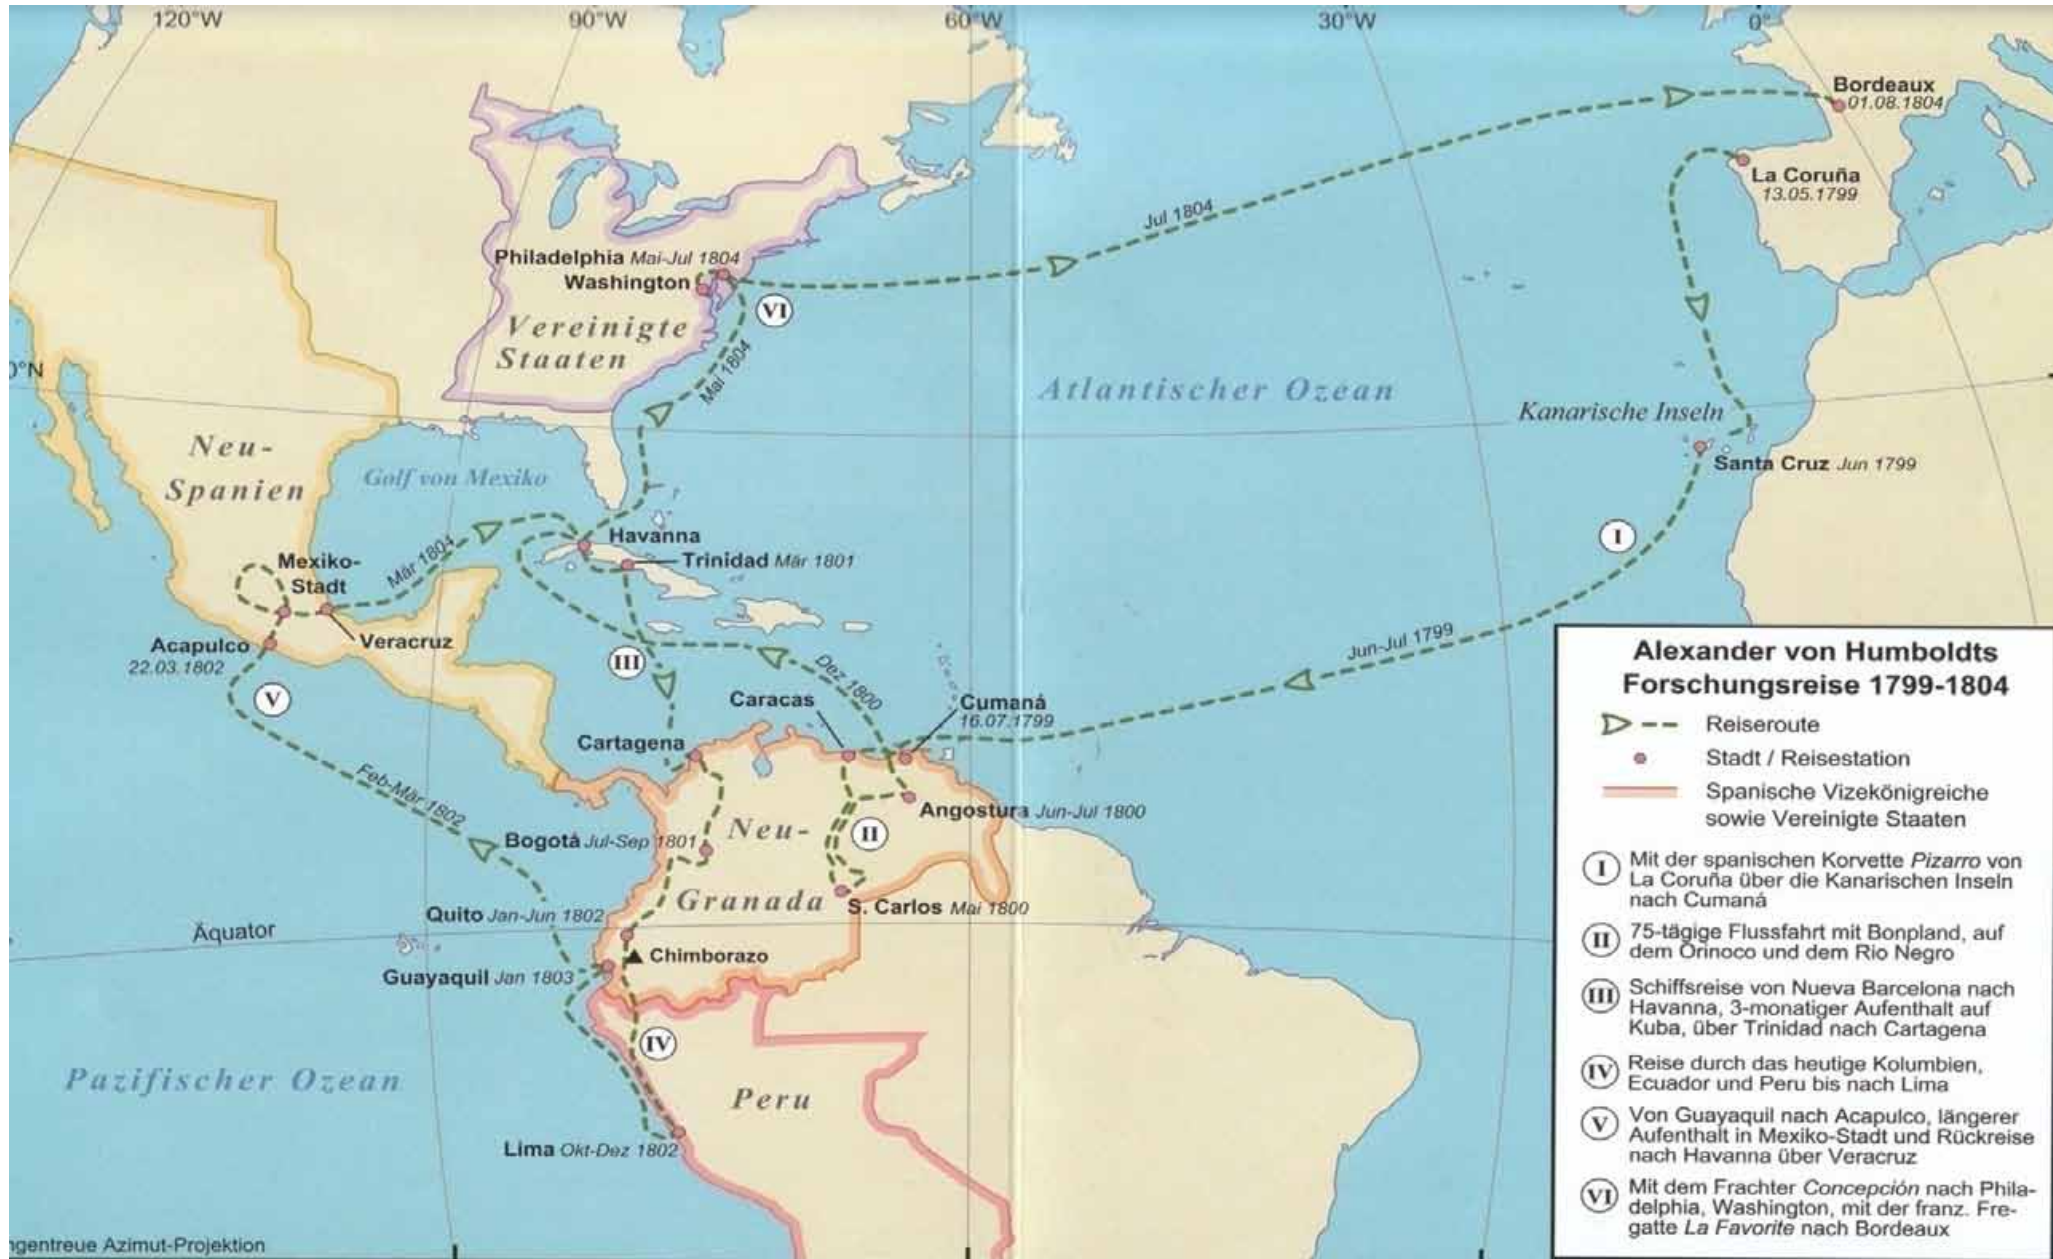 120°W
90°W
60°W
30°W
0°
Bordeaux
01.08.1804
La Coruña
13.05.1799
Jul 1804
Philadelphia Mai-Jul 1804
Washington
VI
Vereinigte
Staaten
Mai 1804
0°N
Atlantischer Ozean
Kanarische Inseln
Santa Cruz Jun 1799
Neu-
Spanien
Golf von Mexiko
I
Havanna
Trinidad Mär 1801
Mär 1804
Mexiko-
Stadt
Veracruz
Acapulco
22.03.1802
V
III
Dez 1800
Jun-Jul 1799
Caracas
Cumaná
16.07.1799
Cartagena
Feb-Mär 1802
Angostura Jun-Jul 1800
Neu-
II
Bogotá Jul-Sep 1801
Granada
S. Carlos Mai 1800
Quito Jan-Jun 1802
Äquator
Chimborazo
Guayaquil Jan 1803
IV
Pazifischer Ozean
Peru
Lima Okt-Dez 1802
ngentreue Azimut-Projektion
Alexander von Humboldts
Forschungsreise 1799-1804
Reiseroute
Stadt / Reisestation
Spanische Vizekönigreiche
sowie Vereinigte Staaten
I Mit der spanischen Korvette Pizarro von
La Coruña über die Kanarischen Inseln
nach Cumaná
II 75-tägige Flussfahrt mit Bonpland, auf
dem Orinoco und dem Rio Negro
III Schiffsreise von Nueva Barcelona nach
Havanna, 3-monatiger Aufenthalt auf
Kuba, über Trinidad nach Cartagena
IV Reise durch das heutige Kolumbien,
Ecuador und Peru bis nach Lima
V Von Guayaquil nach Acapulco, längerer
Aufenthalt in Mexiko-Stadt und Rückreise
nach Havanna über Veracruz
VI Mit dem Frachter Concepción nach Phila-
delphia, Washington, mit der franz. Fre-
gatte La Favorite nach Bordeaux